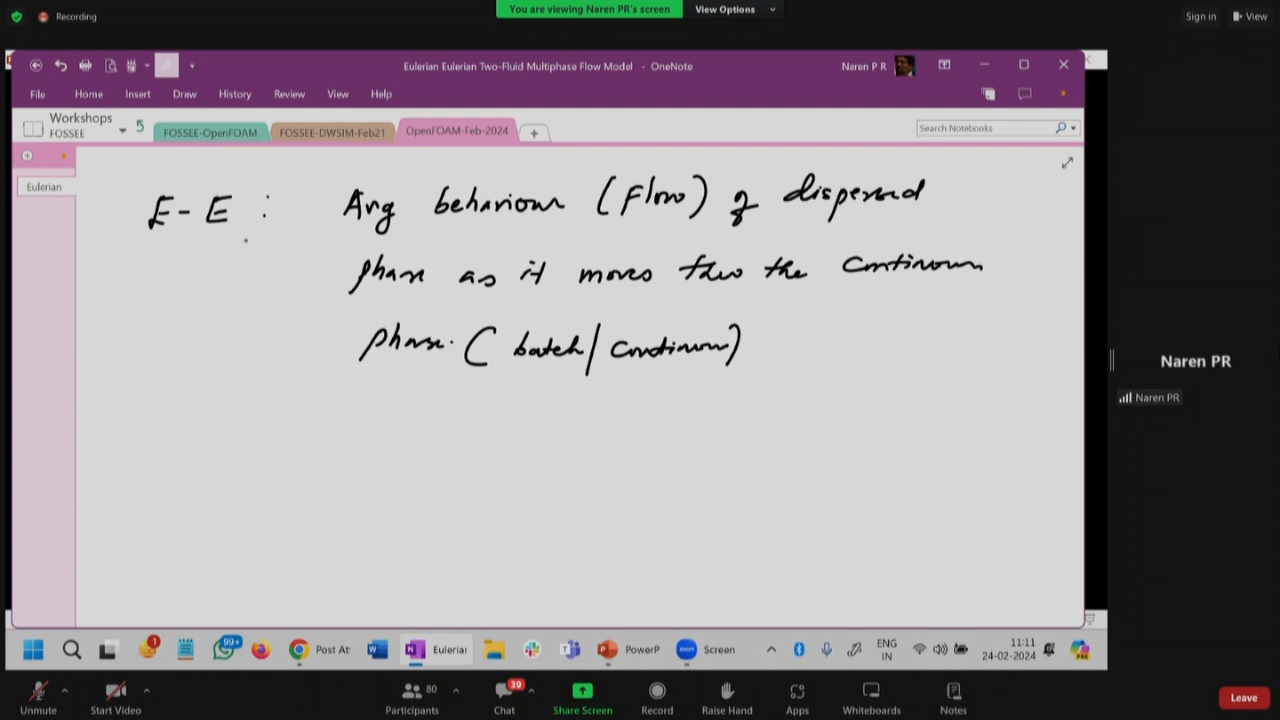 Recording
You are viewing Naren PR's screen
View Options
Sign in
View
Eulerian Eulerian Two-Fluid Multiphase Flow Model - OneNote
Naren P R
File Home Insert Draw History Review View Help
Workshops
FOSSEE
FOSSEE-OpenFOAM
FOSSEE-DWSIM-Feb21
OpenFOAM-Feb-2024
Search Notebooks
Eulerian
E-E : Avg behaviour (Flow) of dispersed
phase as it moves thro the continuous
phase. (batch/continuous)
Naren PR
Naren PR
1
99+
Post At
Eulerian
PowerP
Screen
ENG
IN
11:11
24-02-2024
PRE
Unmute
Start Video
80
Participants
39
Chat
Share Screen
Record
Raise Hand
Apps
Whiteboards
Notes
Leave